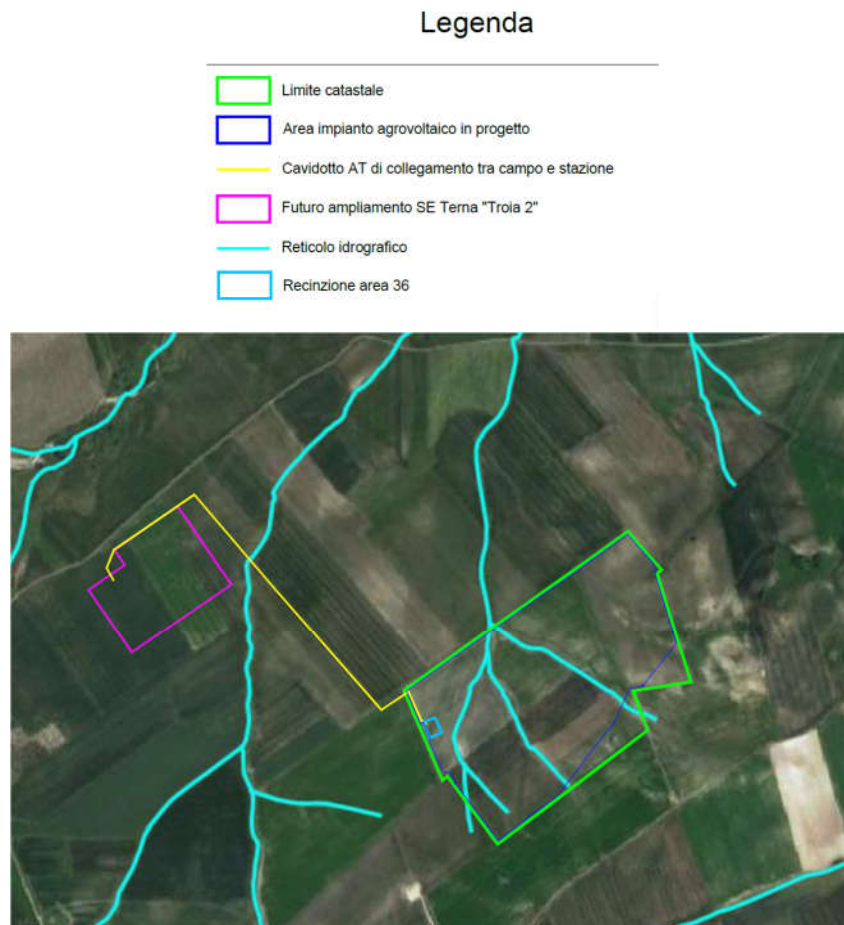 Legenda
Limite catastale
Area impianto agrovoltaico in progetto
Cavidotto AT di collegamento tra campo e stazione
Futuro ampliamento SE Terna "Troia 2"
Reticolo idrografico
Recinzione area 36